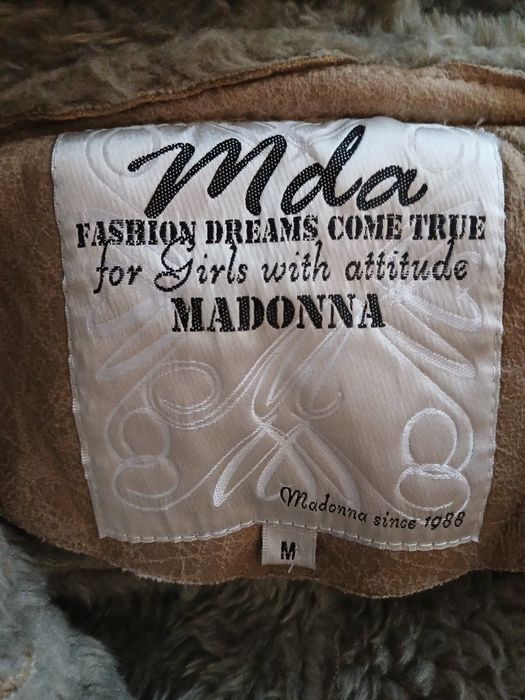 Mda
FASHION DREAMS COME TRUE
for Girls with attitude
MADONNA
Madonna since 1988
M